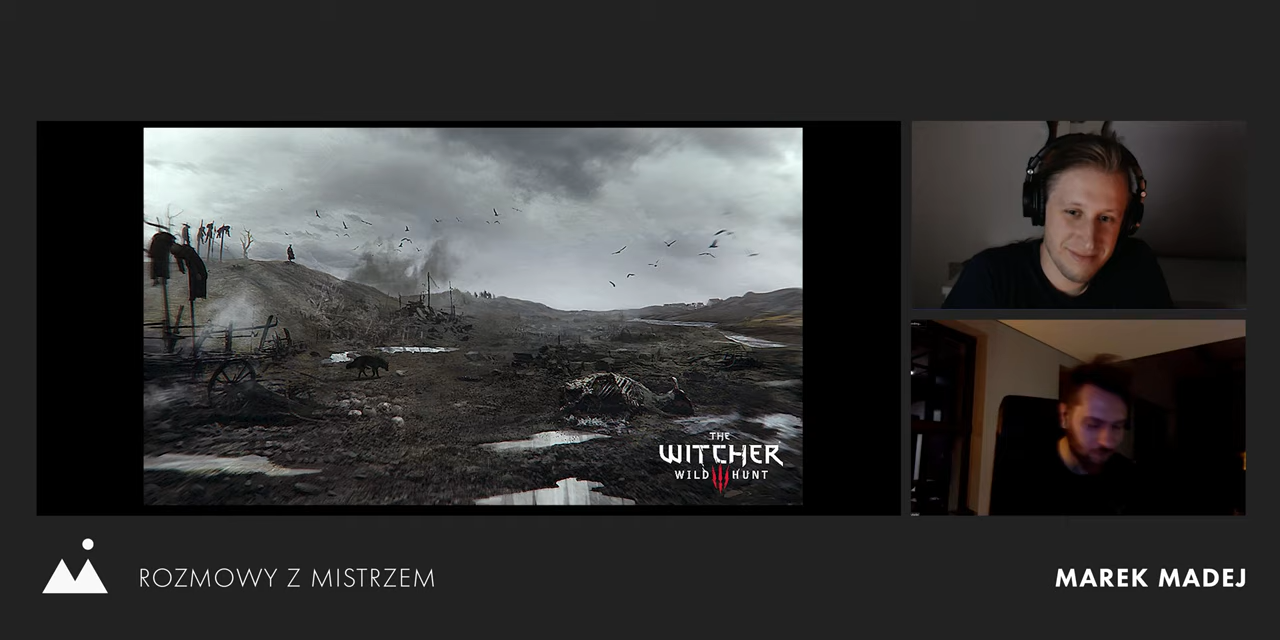 THE
WITCHER
WILD HUNT
ROZMOWY Z MISTRZEM
MAREK MADEJ